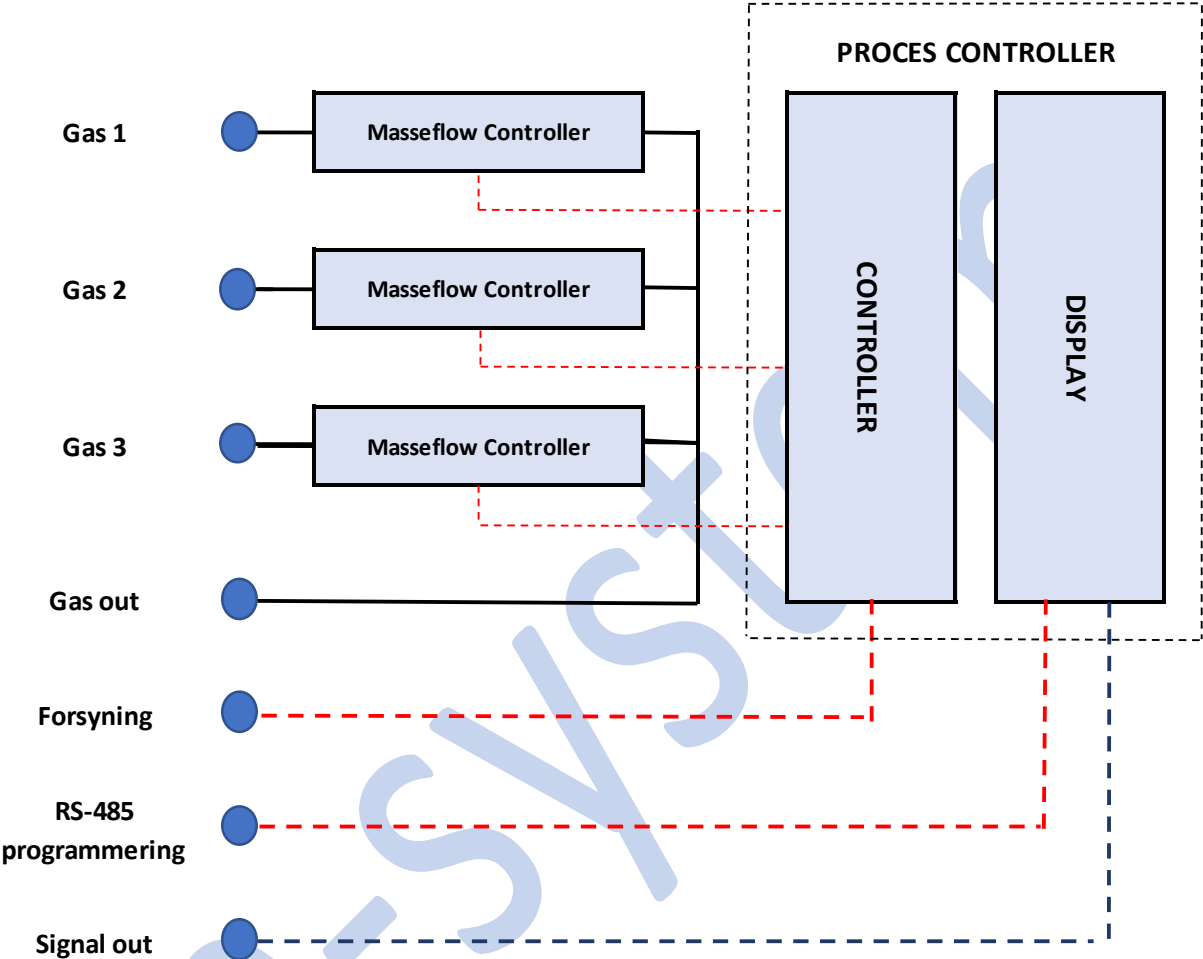 PROCES CONTROLLER
Gas 1
Masseflow Controller
Gas 2
Masseflow Controller
Gas 3
Masseflow Controller
CONTROLLER
DISPLAY
Gas out
Forsyning
RS-485
programmering
Signal out